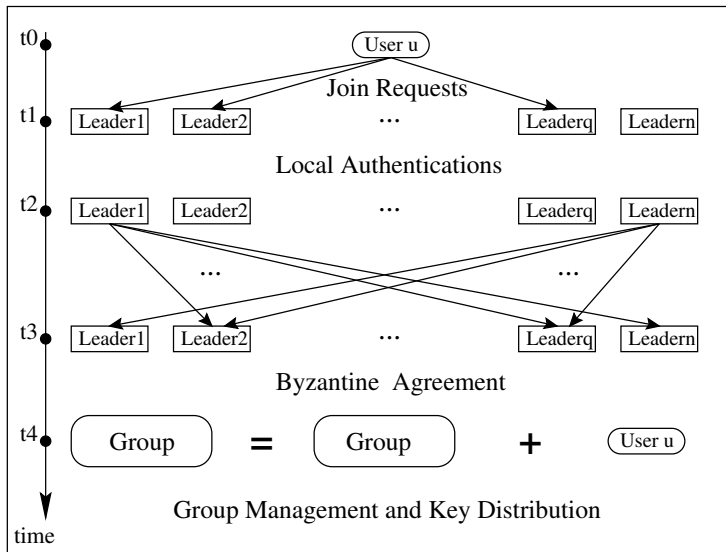 t0
User u
Join Requests
t1
Leader1 Leader2 ... Leaderq Leadern
Local Authentications
t2
Leader1 Leader2 ... Leaderq Leadern
... ...
t3
Leader1 Leader2 ... Leaderq Leadern
Byzantine Agreement
t4
Group = Group + User u
Group Management and Key Distribution
time